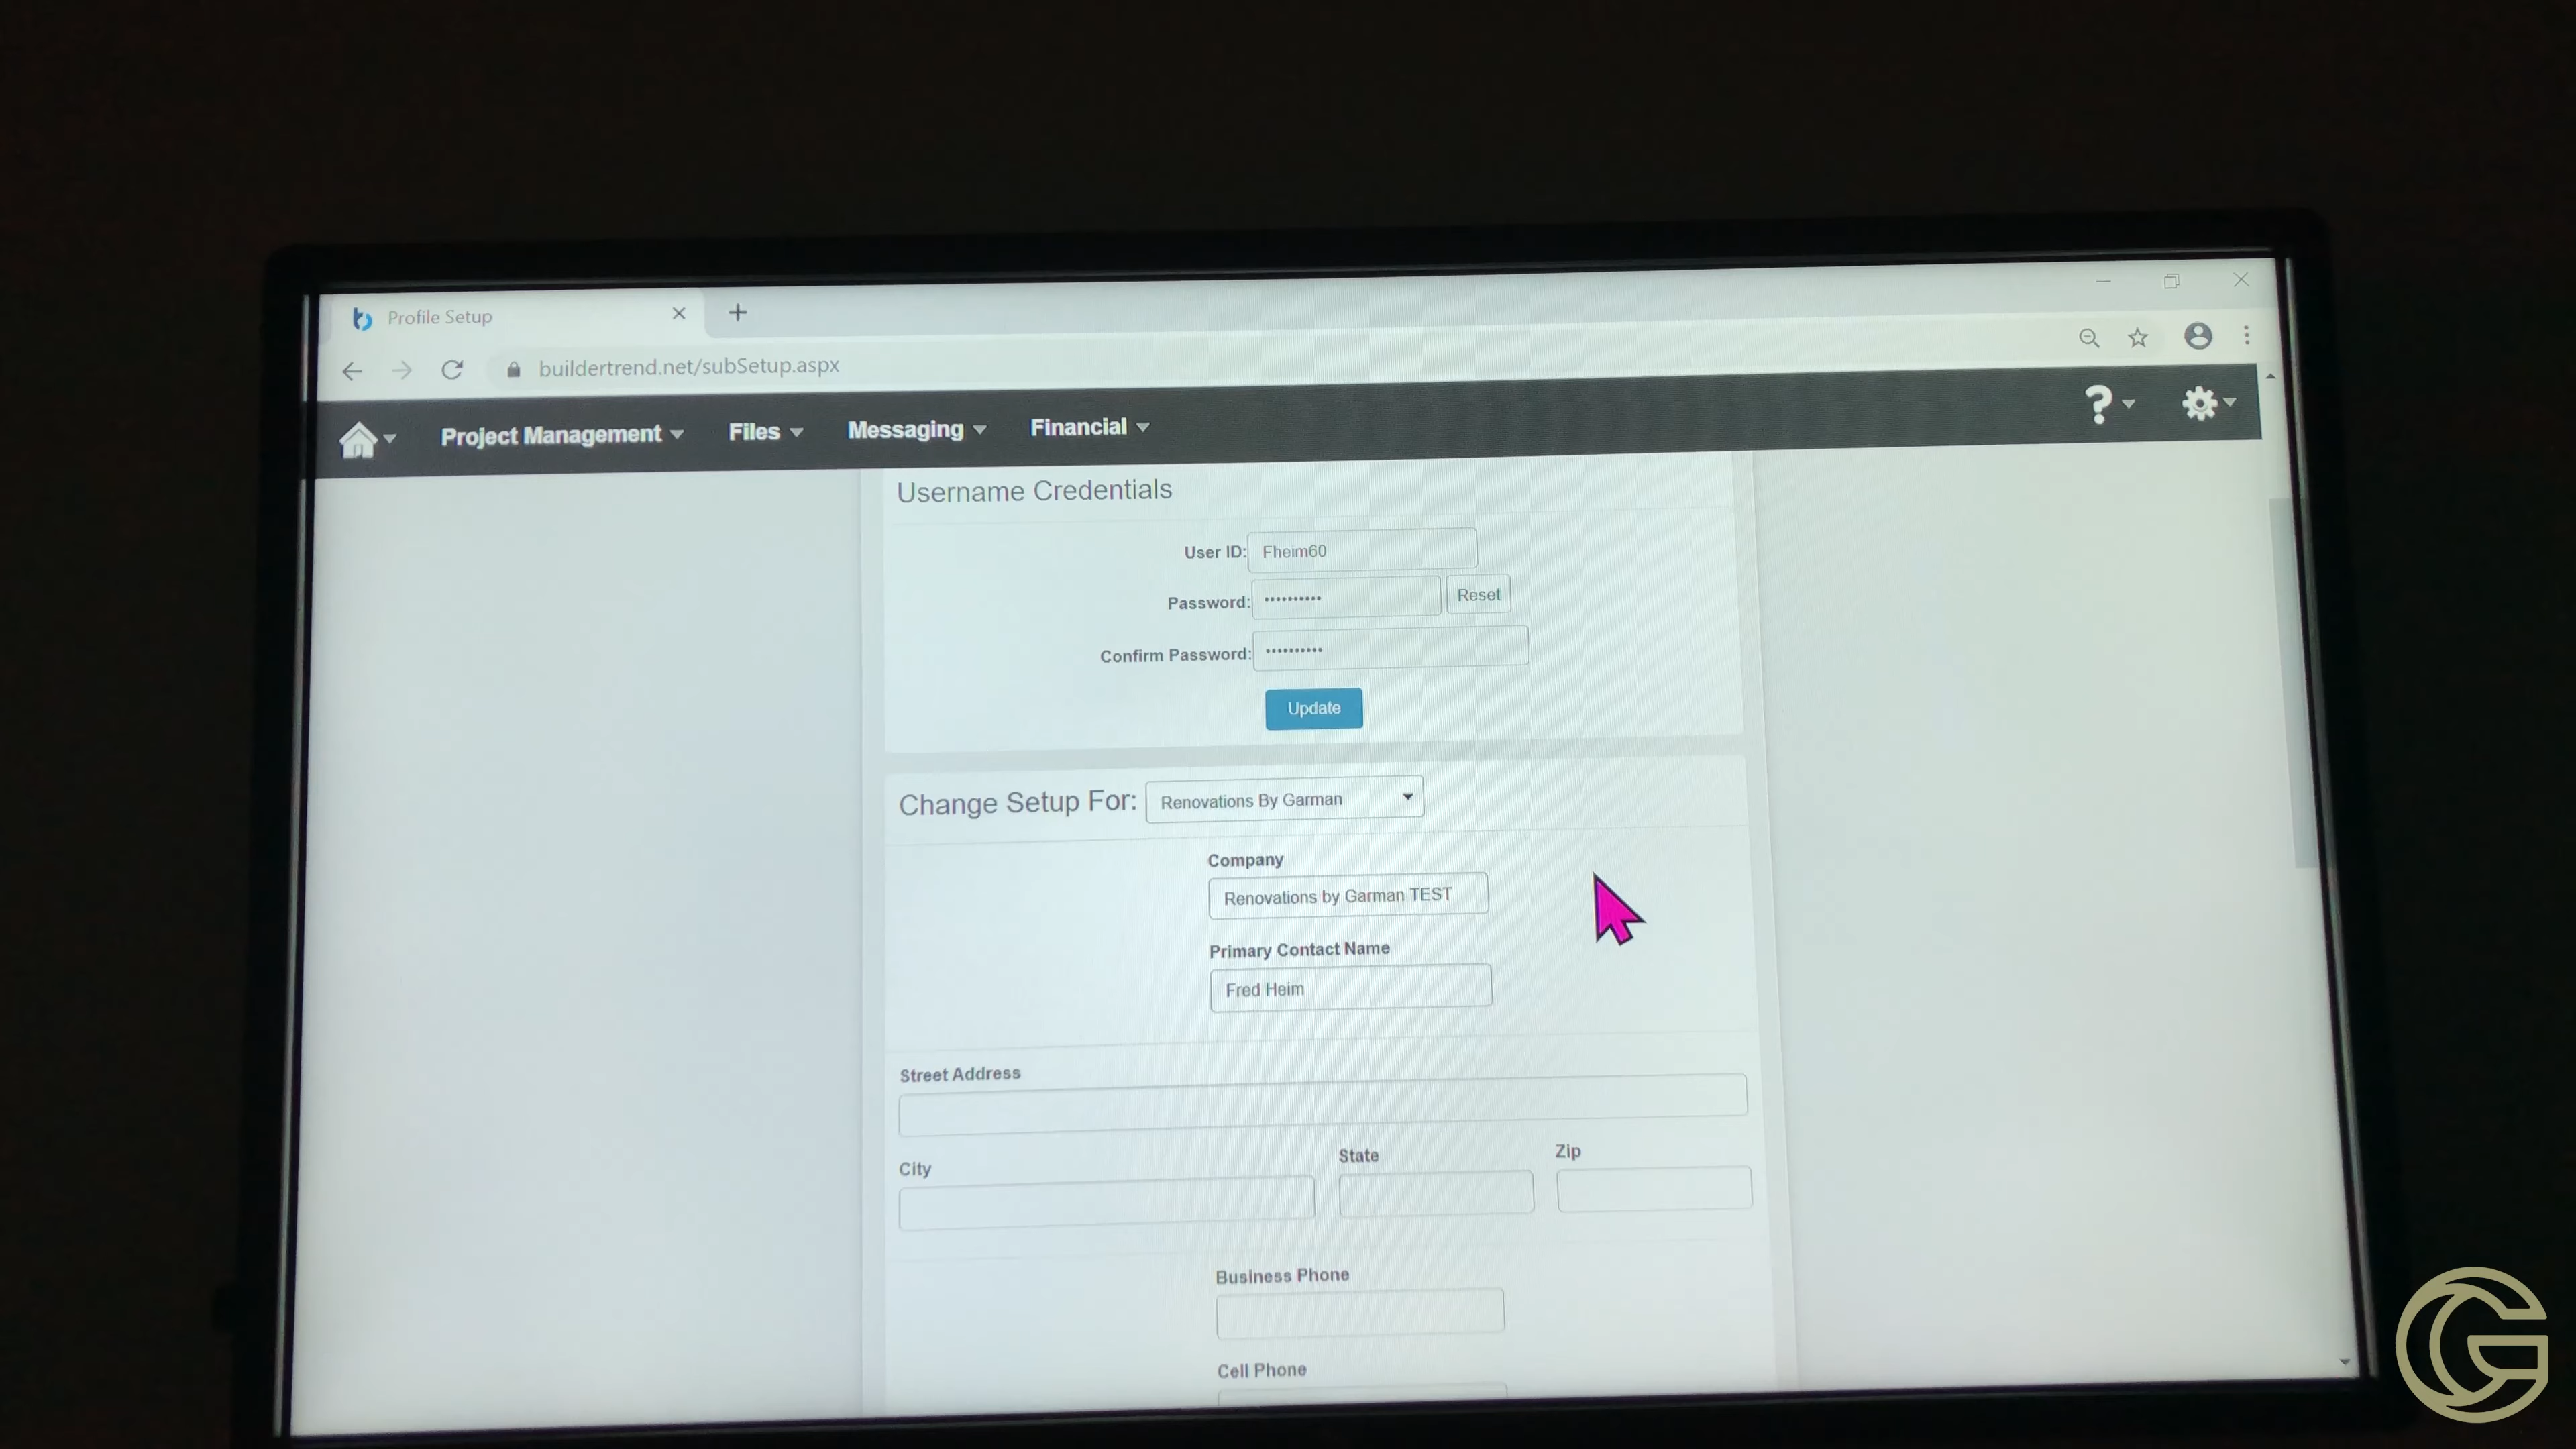 Profile Setup
buildertrend.net/subSetup.aspx
Project Management Files Messaging Financial ?
Username Credentials
User ID: Fheim60
Password: •••••••••• Reset
Confirm Password: ••••••••••
Update
Change Setup For: Renovations By Garman
Company
Renovations by Garman TEST
Primary Contact Name
Fred Heim
Street Address
City State Zip
Business Phone
Cell Phone